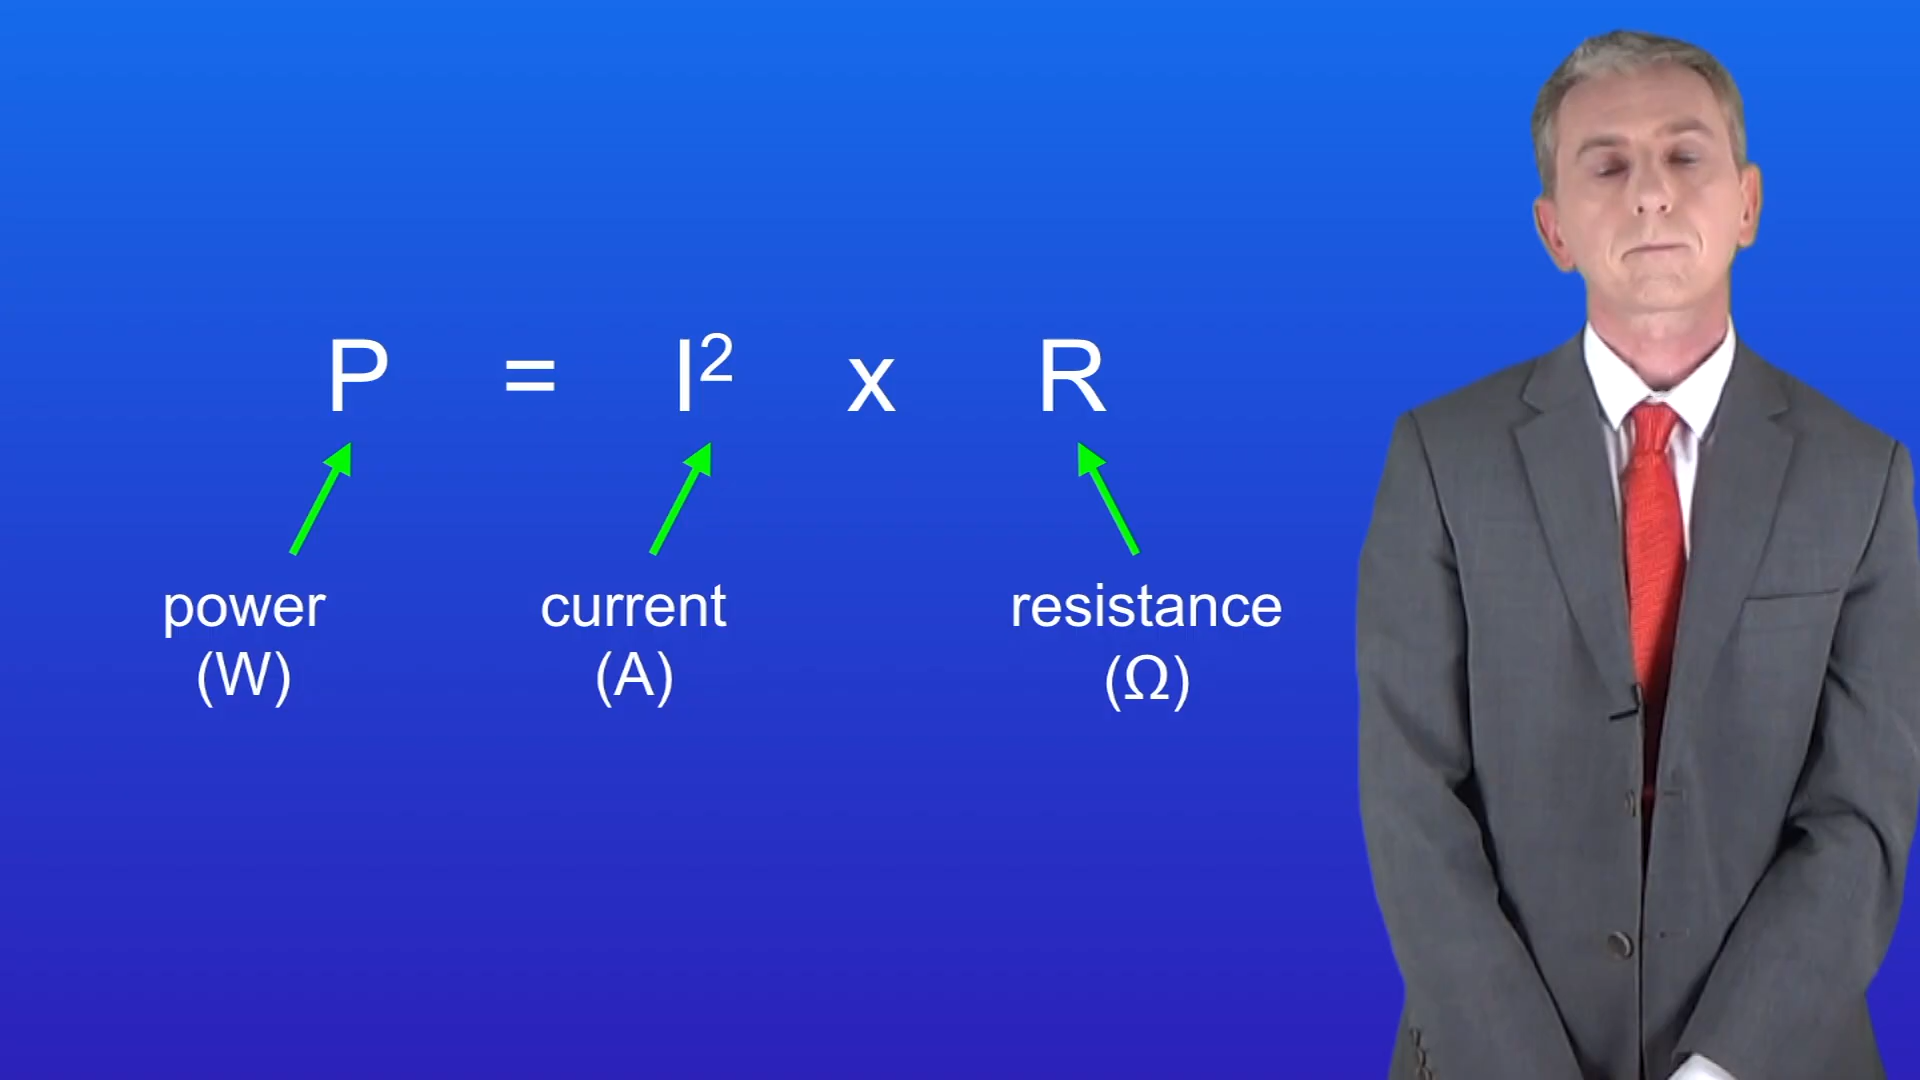 P = I² x R
power current resistance
(W) (A) (Ω)